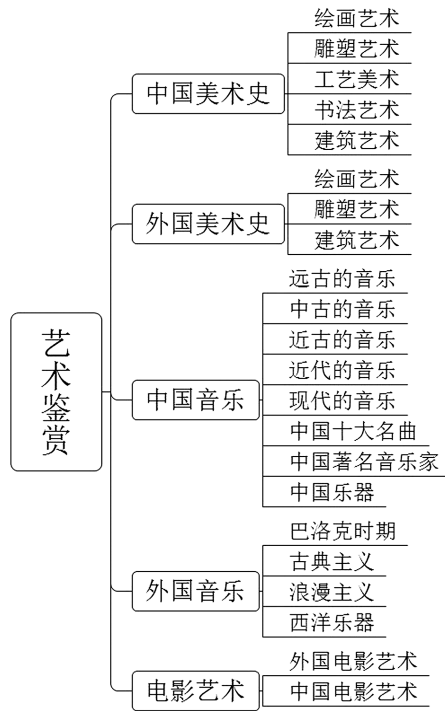 艺术鉴赏
中国美术史
绘画艺术
雕塑艺术
工艺美术
书法艺术
建筑艺术
外国美术史
绘画艺术
雕塑艺术
建筑艺术
中国音乐
远古的音乐
中古的音乐
近古的音乐
近代的音乐
现代的音乐
中国十大名曲
中国著名音乐家
中国乐器
外国音乐
巴洛克时期
古典主义
浪漫主义
西洋乐器
电影艺术
外国电影艺术
中国电影艺术